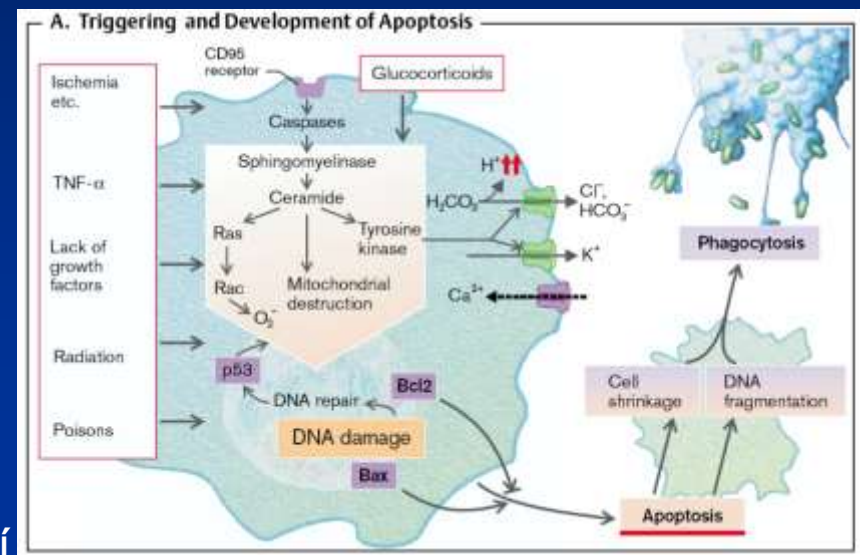 A. Triggering and Development of Apoptosis
Ischemia
etc.
TNF-α
Lack of
growth
factors
Radiation
Poisons
CD95
receptor
Glucocorticoids
Caspases
Sphingomyelinase
Ceramide
Ras
Tyrosine
kinase
Rac
Mitochondrial
destruction
O₂⁻
p53
DNA repair
Bcl2
DNA damage
Bax
H⁺
H₂CO₃
Cl⁻,
HCO₃⁻
K⁺
Ca²⁺
Phagocytosis
Cell
shrinkage
DNA
fragmentation
Apoptosis
í